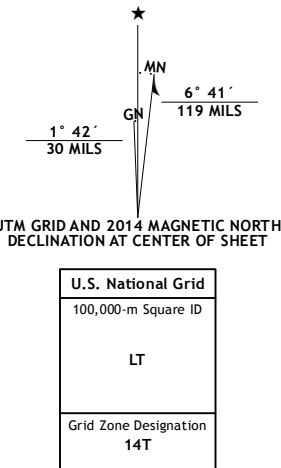 MN
6° 41´
119 MILS
GN
1° 42´
30 MILS
UTM GRID AND 2014 MAGNETIC NORTH
DECLINATION AT CENTER OF SHEET
U.S. National Grid
100,000-m Square ID
LT
Grid Zone Designation
14T